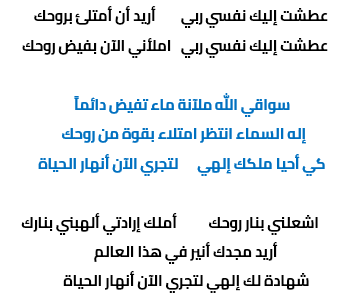 عطشت إليك نفسي ربي أريد أن أمتلئ بروحك
عطشت إليك نفسي ربي املأني الآن بفيض روحك
سواقي الله ملآنة ماء تفيض دائماً
إله السماء انتظر امتلاء بقوة من روحك
كي أحيا ملكك إلهي لتجري الآن أنهار الحياة
اشعلني بنار روحك أملك إرادتي ألهبني بنارك
أريد مجدك أنير في هذا العالم
شهادة لك إلهي لتجري الآن أنهار الحياة